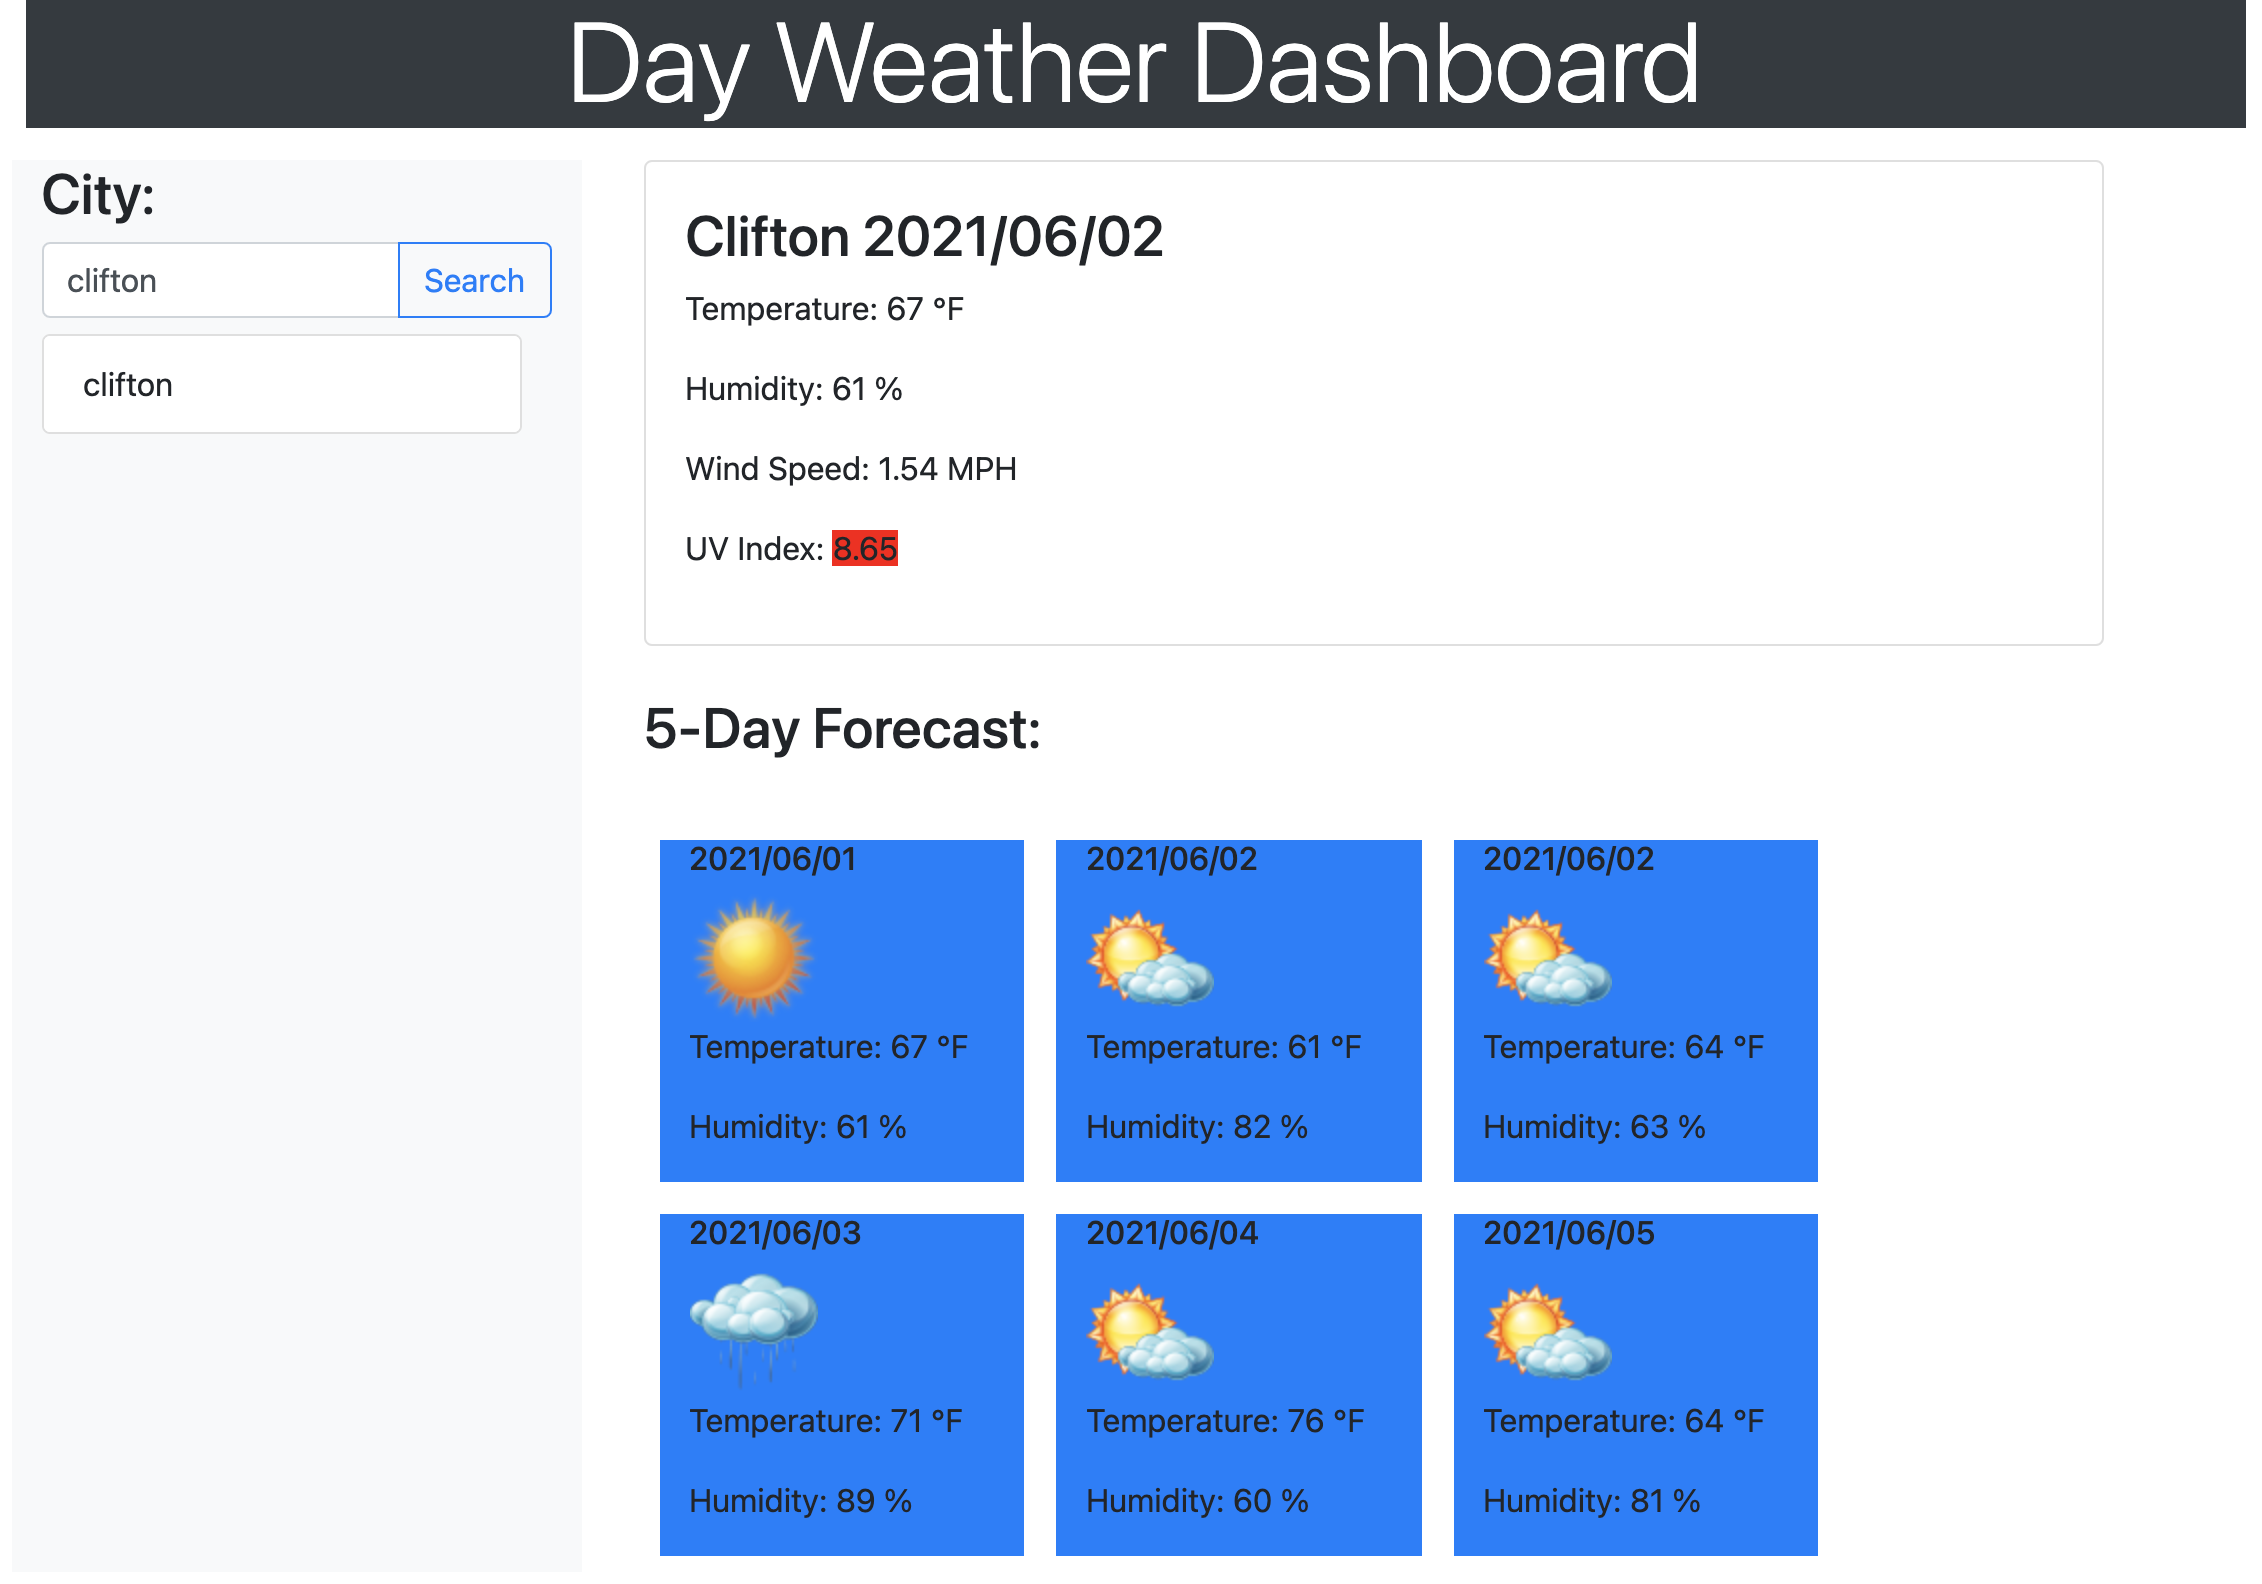 Day Weather Dashboard
City:
clifton Search
clifton
Clifton 2021/06/02
Temperature: 67 °F
Humidity: 61 %
Wind Speed: 1.54 MPH
UV Index: 8.65
5-Day Forecast:
2021/06/01
Temperature: 67 °F
Humidity: 61 %
2021/06/02
Temperature: 61 °F
Humidity: 82 %
2021/06/02
Temperature: 64 °F
Humidity: 63 %
2021/06/03
Temperature: 71 °F
Humidity: 89 %
2021/06/04
Temperature: 76 °F
Humidity: 60 %
2021/06/05
Temperature: 64 °F
Humidity: 81 %